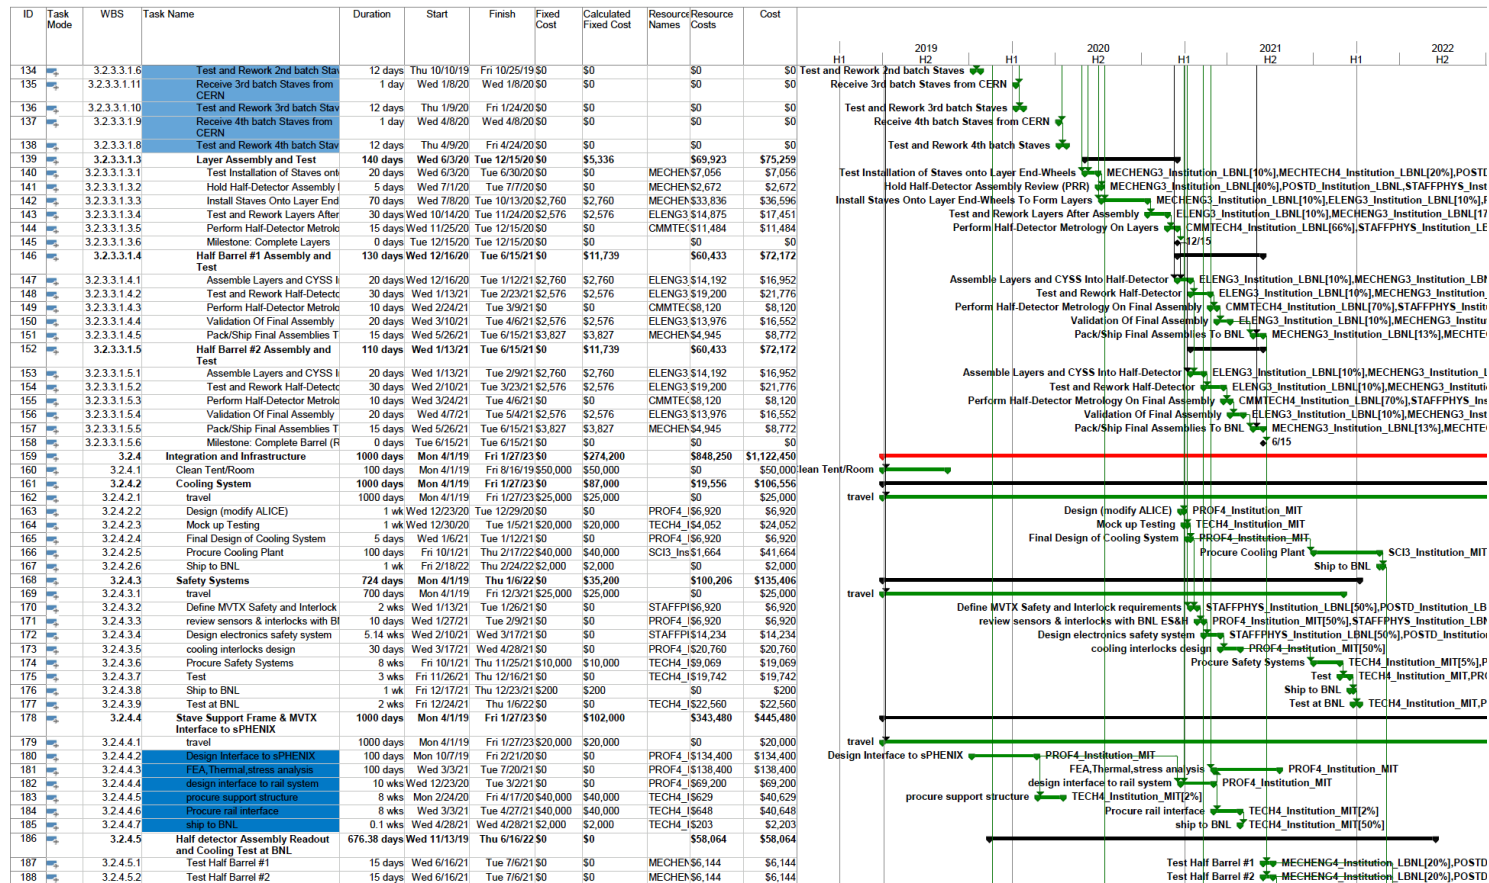 ID Task Mode WBS Task Name Duration Start Finish Fixed Cost Calculated Fixed Cost Resource Names Resource Costs Cost
2019 2020 2021 2022
H1 H2 H1 H2 H1 H2 H1 H2
134 3.2.3.3.1.6 Test and Rework 2nd batch Stav 12 days Thu 10/10/19 Fri 10/25/19 $0 $0 $0 Test and Rework 2nd batch Staves
135 3.2.3.3.1.11 Receive 3rd batch Staves from CERN 1 day Wed 1/8/20 Wed 1/8/20 $0 $0 $0 Receive 3rd batch Staves from CERN
136 3.2.3.3.1.10 Test and Rework 3rd batch Stav 12 days Thu 1/9/20 Fri 1/24/20 $0 $0 $0 Test and Rework 3rd batch Staves
137 3.2.3.3.1.9 Receive 4th batch Staves from CERN 1 day Wed 4/8/20 Wed 4/8/20 $0 $0 $0 Receive 4th batch Staves from CERN
138 3.2.3.3.1.8 Test and Rework 4th batch Stav 12 days Thu 4/9/20 Fri 4/24/20 $0 $0 $0 Test and Rework 4th batch Staves
139 3.2.3.3.1.3 Layer Assembly and Test 140 days Wed 6/3/20 Tue 12/15/20 $0 $5,336 $69,923 $75,259
140 3.2.3.3.1.3.1 Test Installation of Staves ont 20 days Wed 6/3/20 Tue 6/30/20 $0 $0 MECHEN $7,056 $7,056 Test Installation of Staves onto Layer End-Wheels MECHENG3_Institution_LBNL[10%],MECHTECH4_LBNL[20%],POSTD
141 3.2.3.3.1.3.2 Hold Half-Detector Assembly 5 days Wed 7/1/20 Tue 7/7/20 $0 $0 MECHEN $2,672 $2,672 Hold Half-Detector Assembly Review (PRR) MECHENG3_Institution_LBNL[40%],POSTD_Institution_LBNL,STAFFPHYS_Inst
142 3.2.3.3.1.3.3 Install Staves Onto Layer End 70 days Wed 7/8/20 Tue 10/13/20 $2,760 $2,760 MECHEN $33,836 $36,596 Install Staves Onto Layer End-Wheels To Form Layers MECHENG3_Institution_LBNL[10%],ELENG3_Institution_LBNL[10%],
143 3.2.3.3.1.3.4 Test and Rework Layers After 30 days Wed 10/14/20 Tue 11/24/20 $2,576 $2,576 ELENG3 $14,875 $17,451 Test and Rework Layers After Assembly ELENG3_Institution_LBNL[10%],MECHENG3_Institution_LBNL[17
144 3.2.3.3.1.3.5 Perform Half-Detector Metrolo 15 days Wed 11/25/20 Tue 12/15/20 $0 $0 CMMTEC $11,484 $11,484 Perform Half-Detector Metrology On Layers CMMTECH4_Institution_LBNL[66%],STAFFPHYS_Institution
145 3.2.3.3.1.3.6 Milestone: Complete Layers 0 days Tue 12/15/20 Tue 12/15/20 $0 $0 $0 $0 12/15
146 3.2.3.3.1.4 Half Barrel #1 Assembly and Test 130 days Wed 12/16/20 Tue 6/15/21 $0 $11,739 $60,433 $72,172
147 3.2.3.3.1.4.1 Assemble Layers and CYSS I 20 days Wed 12/16/20 Tue 1/12/21 $2,760 $2,760 ELENG3 $14,192 $16,952 Assemble Layers and CYSS Into Half-Detector ELENG3_Institution_LBNL[10%],MECHENG3_Institution_LBN
148 3.2.3.3.1.4.2 Test and Rework Half-Detecto 30 days Wed 1/13/21 Tue 2/23/21 $2,576 $2,576 ELENG3 $19,200 $21,776 Test and Rework Half-Detector ELENG3_Institution_LBNL[10%],MECHENG3_Institution
149 3.2.3.3.1.4.3 Perform Half-Detector Metrolo 10 days Wed 2/24/21 Tue 3/9/21 $0 $0 CMMTEC $8,120 $8,120 Perform Half-Detector Metrology On Final Assembly CMMTECH4_Institution_LBNL[70%],STAFFPHYS_Instit
150 3.2.3.3.1.4.4 Validation Of Final Assembly 20 days Wed 3/10/21 Tue 4/6/21 $2,576 $2,576 ELENG3 $13,976 $16,552 Validation Of Final Assembly ELENG3_Institution_LBNL[10%],MECHENG3_Institu
151 3.2.3.3.1.4.5 Pack/Ship Final Assemblies T 15 days Wed 5/26/21 Tue 6/15/21 $3,827 $3,827 MECHEN $4,945 $8,772 Pack/Ship Final Assemblies To BNL MECHENG3_Institution_LBNL[13%],MECHTE
152 3.2.3.3.1.5 Half Barrel #2 Assembly and Test 110 days Wed 1/13/21 Tue 6/15/21 $0 $11,739 $60,433 $72,172
153 3.2.3.3.1.5.1 Assemble Layers and CYSS I 20 days Wed 1/13/21 Tue 2/9/21 $2,760 $2,760 ELENG3 $14,192 $16,952 Assemble Layers and CYSS Into Half-Detector ELENG3_Institution_LBNL[10%],MECHENG3_Institution_L
154 3.2.3.3.1.5.2 Test and Rework Half-Detecto 30 days Wed 2/10/21 Tue 3/23/21 $2,576 $2,576 ELENG3 $19,200 $21,776 Test and Rework Half-Detector ELENG3_Institution_LBNL[10%],MECHENG3_Institut
155 3.2.3.3.1.5.3 Perform Half-Detector Metrolo 10 days Wed 3/24/21 Tue 4/6/21 $0 $0 CMMTEC $8,120 $8,120 Perform Half-Detector Metrology On Final Assembly CMMTECH4_Institution_LBNL[70%],STAFFPHYS_Ins
156 3.2.3.3.1.5.4 Validation Of Final Assembly 20 days Wed 4/7/21 Tue 5/4/21 $2,576 $2,576 ELENG3 $13,976 $16,552 Validation Of Final Assembly ELENG3_Institution_LBNL[10%],MECHENG3_Inst
157 3.2.3.3.1.5.5 Pack/Ship Final Assemblies T 15 days Wed 5/26/21 Tue 6/15/21 $3,827 $3,827 MECHEN $4,945 $8,772 Pack/Ship Final Assemblies To BNL MECHENG3_Institution_LBNL[13%],MECHTE
158 3.2.3.3.1.5.6 Milestone: Complete Barrel (R 0 days Tue 6/15/21 Tue 6/15/21 $0 $0 $0 $0 6/15
159 3.2.4 Integration and Infrastructure 1000 days Mon 4/1/19 Fri 1/27/23 $0 $274,200 $848,250 $1,122,450
160 3.2.4.1 Clean Tent/Room 100 days Mon 4/1/19 Fri 8/16/19 $50,000 $50,000 $0 $50,000 lean Tent/Room
161 3.2.4.2 Cooling System 1000 days Mon 4/1/19 Fri 1/27/23 $0 $87,000 $19,556 $106,556
162 3.2.4.2.1 travel 1000 days Mon 4/1/19 Fri 1/27/23 $25,000 $25,000 $0 $25,000 travel
163 3.2.4.2.2 Design (modify ALICE) 1 wk Wed 12/23/20 Tue 12/29/20 $0 $0 PROF4_I $6,920 $6,920 Design (modify ALICE) PROF4_Institution_MIT
164 3.2.4.2.3 Mock up Testing 1 wk Wed 12/30/20 Tue 1/5/21 $20,000 $20,000 TECH4_I $4,052 $24,052 Mock up Testing TECH4_Institution_MIT
165 3.2.4.2.4 Final Design of Cooling System 5 days Wed 1/6/21 Tue 1/12/21 $0 $0 PROF4_I $6,920 $6,920 Final Design of Cooling System PROF4_Institution_MIT
166 3.2.4.2.5 Procure Cooling Plant 100 days Fri 10/1/21 Thu 2/17/22 $40,000 $40,000 SCI3_Ins $1,664 $41,664 Procure Cooling Plant SCI3_Institution_MIT
167 3.2.4.2.6 Ship to BNL 1 wk Fri 2/18/22 Thu 2/24/22 $2,000 $2,000 $0 $2,000 Ship to BNL
168 3.2.4.3 Safety Systems 724 days Mon 4/1/19 Thu 1/6/22 $0 $35,200 $100,206 $135,406
169 3.2.4.3.1 travel 700 days Mon 4/1/19 Fri 12/3/21 $25,000 $25,000 $0 $25,000 travel
170 3.2.4.3.2 Define MVTX Safety and Interlock 2 wks Wed 1/13/21 Tue 1/26/21 $0 $0 STAFFPI $6,920 $6,920 Define MVTX Safety and Interlock requirements STAFFPHYS_Institution_LBNL[50%],POSTD_Institution_LB
171 3.2.4.3.3 review sensors & interlocks with BI 10 days Wed 1/27/21 Tue 2/9/21 $0 $0 PROF4_I $6,920 $6,920 review sensors & interlocks with BNL ES&H PROF4_Institution_MIT[50%],STAFFPHYS_Institution
172 3.2.4.3.4 Design electronics safety system 5.14 wks Wed 2/10/21 Wed 3/17/21 $0 $0 STAFFPI $14,234 $14,234 Design electronics safety system STAFFPHYS_Institution_LBNL[50%],POSTD_Institution
173 3.2.4.3.5 cooling interlocks design 30 days Wed 3/17/21 Wed 4/28/21 $0 $0 PROF4_I $20,760 $20,760 cooling interlocks design PROF4_Institution_MIT[50%]
174 3.2.4.3.6 Procure Safety Systems 8 wks Fri 10/1/21 Thu 11/25/21 $10,000 $10,000 TECH4_I $9,069 $19,069 Procure Safety Systems TECH4_Institution_MIT[5%],P
175 3.2.4.3.7 Test 3 wks Fri 11/26/21 Thu 12/16/21 $0 $0 TECH4_I $19,742 $19,742 Test TECH4_Institution_MIT,PRO
176 3.2.4.3.8 Ship to BNL 1 wk Fri 12/17/21 Thu 12/23/21 $200 $200 $0 $200 Ship to BNL
177 3.2.4.3.9 Test at BNL 2 wks Fri 12/24/21 Thu 1/6/22 $0 $0 TECH4_I $22,560 $22,560 Test at BNL TECH4_Institution_MIT,P
178 3.2.4.4 Stave Support Frame & MVTX Interface to sPHENIX 1000 days Mon 4/1/19 Fri 1/27/23 $0 $102,000 $343,480 $445,480
179 3.2.4.4.1 travel 1000 days Mon 4/1/19 Fri 1/27/23 $20,000 $20,000 $0 $20,000 travel
180 3.2.4.4.2 Design Interface to sPHENIX 100 days Mon 10/7/19 Fri 2/21/20 $0 $0 PROF4_I $134,400 $134,400 Design Interface to sPHENIX PROF4_Institution_MIT
181 3.2.4.4.3 FEA,Thermal,stress analysis 100 days Wed 3/3/21 Tue 7/20/21 $0 $0 PROF4_I $138,400 $138,400 FEA,Thermal,stress analysis PROF4_Institution_MIT
182 3.2.4.4.4 design interface to rail system 10 wks Wed 12/23/20 Tue 3/2/21 $0 $0 PROF4_I $69,200 $69,200 design interface to rail system PROF4_Institution_MIT
183 3.2.4.4.5 procure support structure 8 wks Mon 2/24/20 Fri 4/17/20 $40,000 $40,000 TECH4_I $629 $40,629 procure support structure TECH4_Institution_MIT[2%]
184 3.2.4.4.6 Procure rail interface 8 wks Wed 3/3/21 Tue 4/27/21 $40,000 $40,000 TECH4_I $648 $40,648 Procure rail interface TECH4_Institution_MIT[2%]
185 3.2.4.4.7 ship to BNL 0.1 wks Wed 4/28/21 Wed 4/28/21 $2,000 $2,000 TECH4_I $203 $2,203 ship to BNL TECH4_Institution_MIT[50%]
186 3.2.4.5 Half detector Assembly Readout and Cooling Test at BNL 676.38 days Wed 11/13/19 Thu 6/16/22 $0 $0 $58,064 $58,064
187 3.2.4.5.1 Test Half Barrel #1 15 days Wed 6/16/21 Tue 7/6/21 $0 $0 MECHEN $6,144 $6,144 Test Half Barrel #1 MECHENG4_Institution_LBNL[20%],POSTD
188 3.2.4.5.2 Test Half Barrel #2 15 days Wed 6/16/21 Tue 7/6/21 $0 $0 MECHEN $6,144 $6,144 Test Half Barrel #2 MECHENG4_Institution_LBNL[20%],POSTD